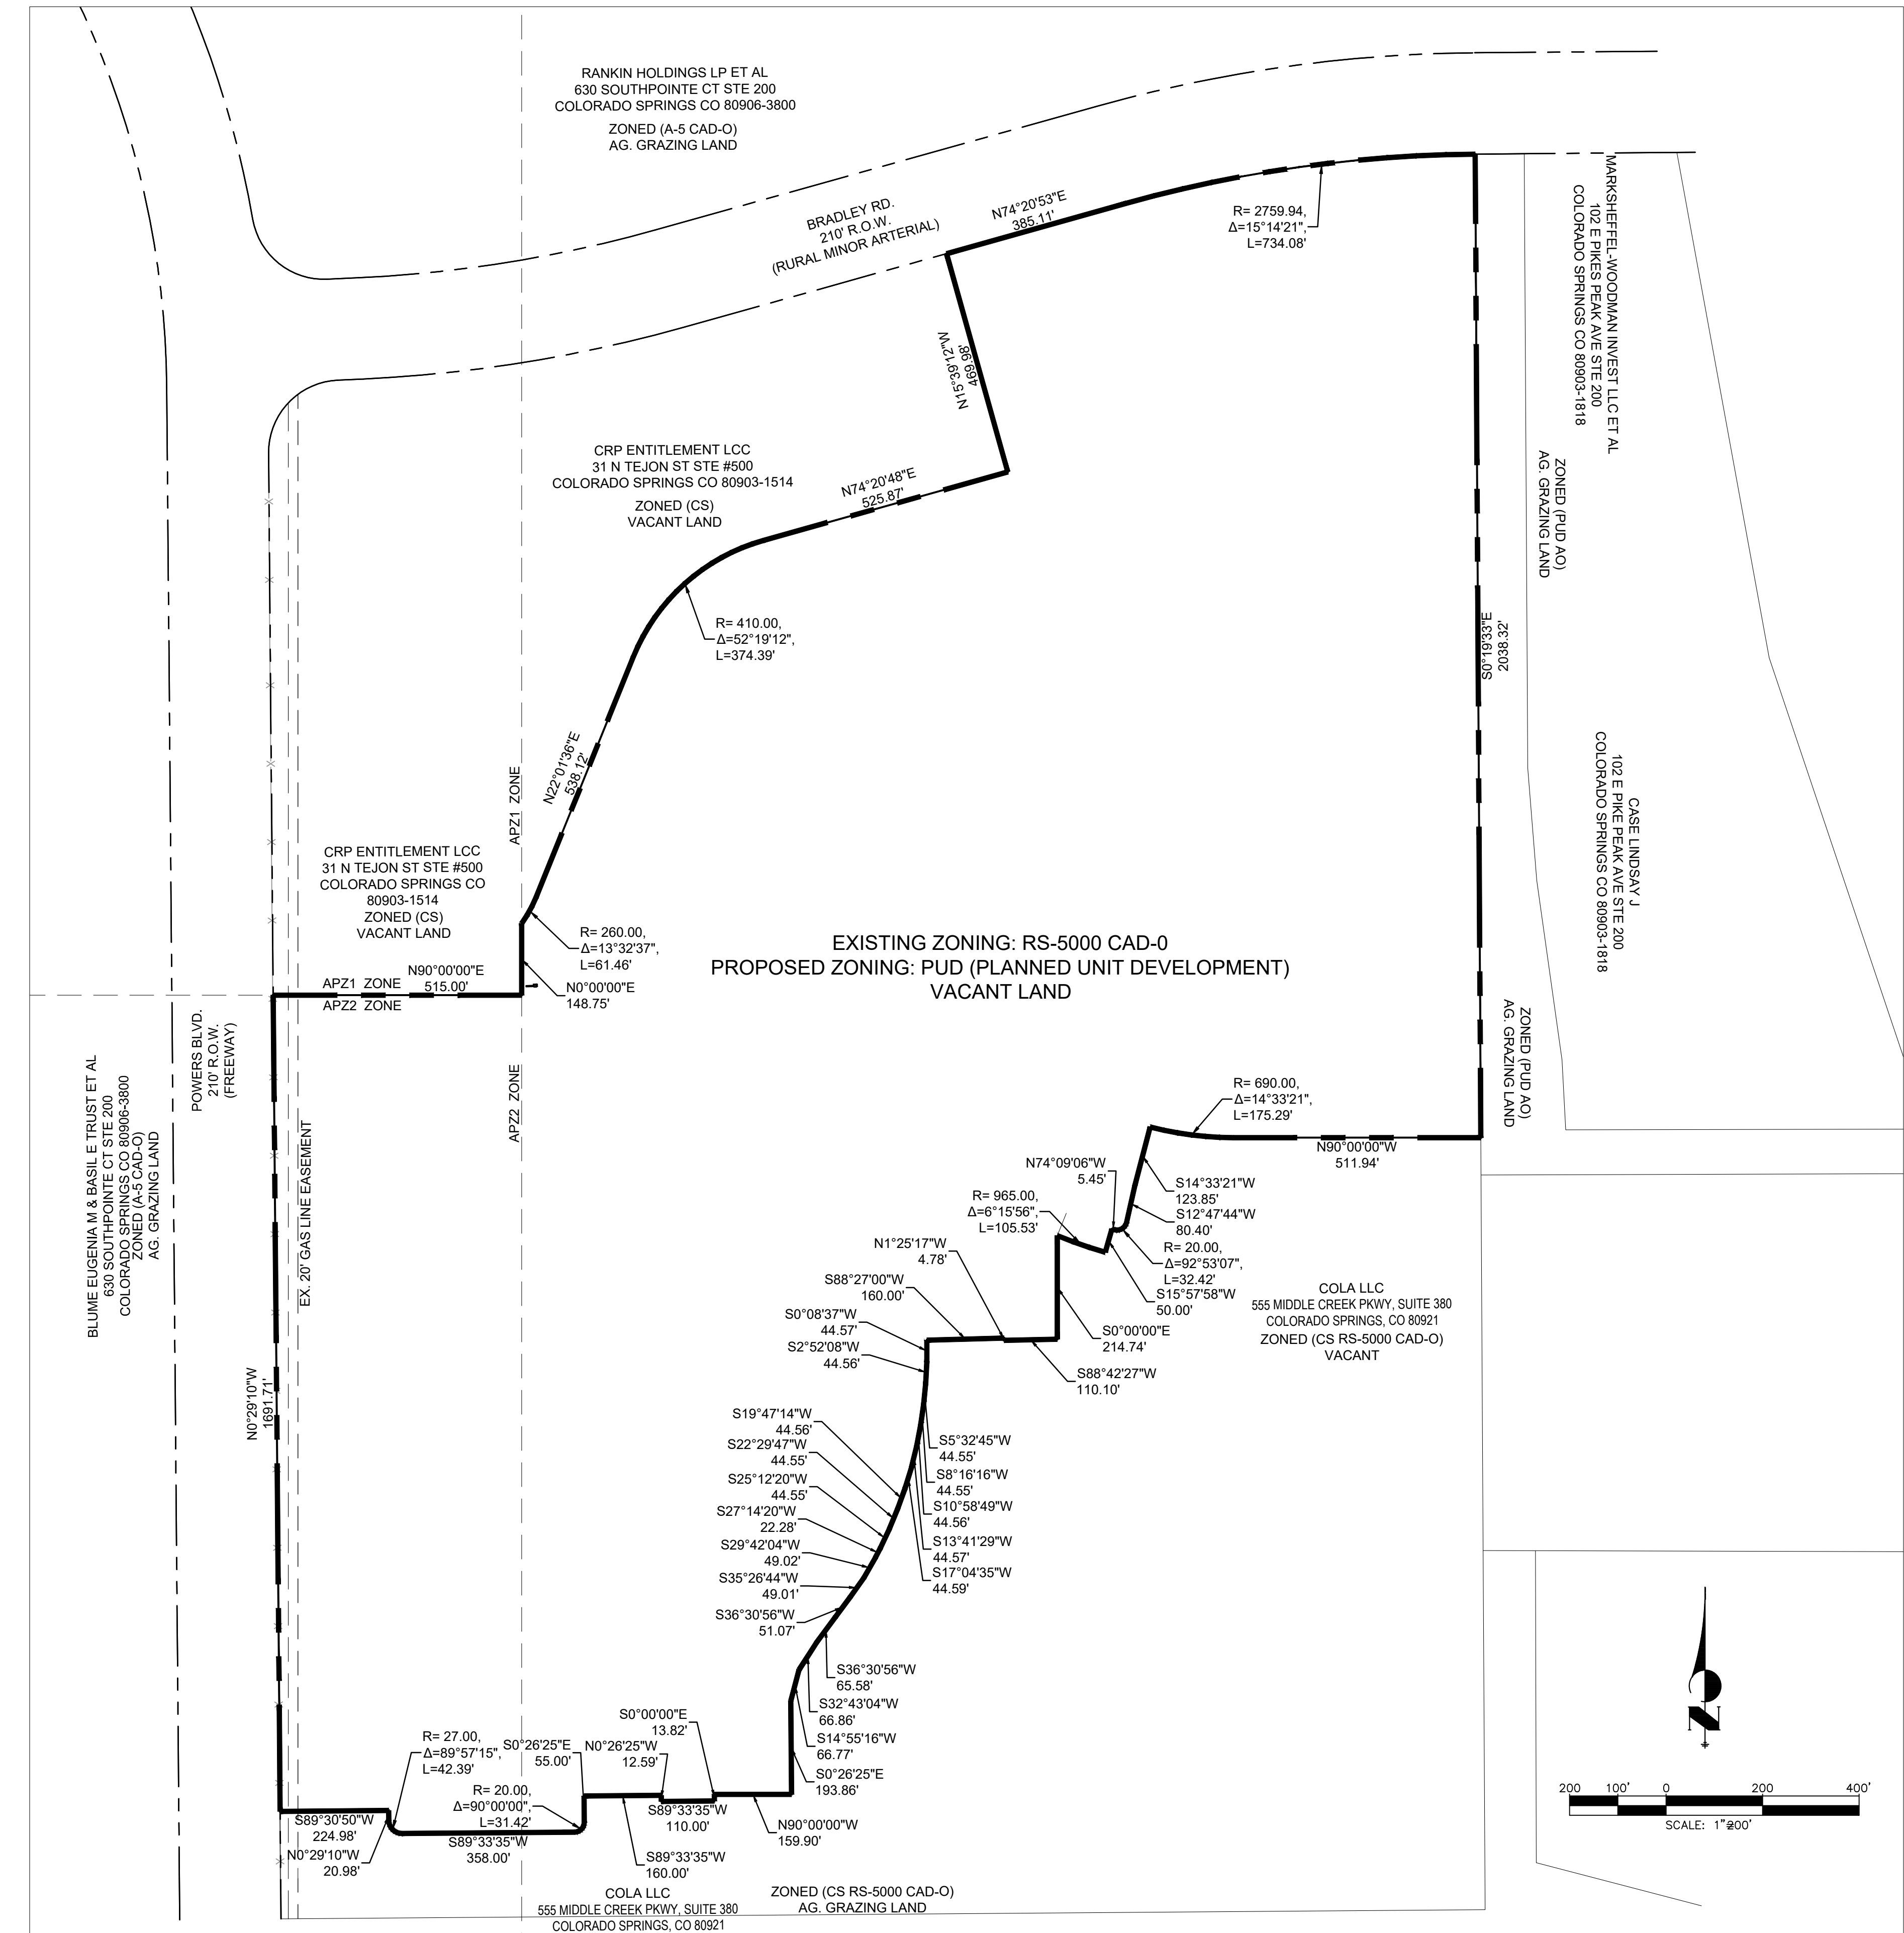 RANKIN HOLDINGS LP ET AL
630 SOUTHPOINTE CT STE 200
COLORADO SPRINGS CO 80906-3800
ZONED (A-5 CAD-O)
AG. GRAZING LAND
BRADLEY RD.
210' R.O.W.
(RURAL MINOR ARTERIAL)
N74°20'53"E
385.11'
R= 2759.94,
Δ=15°14'21",
L=734.08'
MARKSHEFFEL-WOODMAN INVEST LLC ET AL
102 E PIKES PEAK AVE STE 200
COLORADO SPRINGS CO 80903-1818
ZONED (PUD AO)
AG. GRAZING LAND
N15°39'12"W
469.98'
CRP ENTITLEMENT LCC
31 N TEJON ST STE #500
COLORADO SPRINGS CO 80903-1514
ZONED (CS)
VACANT LAND
N74°20'48"E
525.87'
R= 410.00,
Δ=52°19'12",
L=374.39'
S0°19'33"E
2038.32'
CASE LINDSAY J
102 E PIKE PEAK AVE STE 200
COLORADO SPRINGS CO 80903-1818
N22°01'36"E
538.12'
APZ1 ZONE
CRP ENTITLEMENT LCC
31 N TEJON ST STE #500
COLORADO SPRINGS CO
80903-1514
ZONED (CS)
VACANT LAND
R= 260.00,
Δ=13°32'37",
L=61.46'
N0°00'00"E
148.75'
N90°00'00"E
515.00'
APZ1 ZONE
APZ2 ZONE
EXISTING ZONING: RS-5000 CAD-0
PROPOSED ZONING: PUD (PLANNED UNIT DEVELOPMENT)
VACANT LAND
ZONED (PUD AO)
AG. GRAZING LAND
POWERS BLVD.
210' R.O.W.
(FREEWAY)
BLUME EUGENIA M & BASIL E TRUST ET AL
630 SOUTHPOINTE CT STE 200
COLORADO SPRINGS CO 80906-3800
ZONED (A-5 CAD-O)
AG. GRAZING LAND
APZ2 ZONE
EX. 20' GAS LINE EASEMENT
R= 690.00,
Δ=14°33'21",
L=175.29'
N90°00'00"W
511.94'
N74°09'06"W
5.45'
S14°33'21"W
123.85'
R= 965.00,
Δ=6°15'56",
L=105.53'
S12°47'44"W
80.40'
N1°25'17"W
4.78'
R= 20.00,
Δ=92°53'07",
L=32.42'
S15°57'58"W
50.00'
S88°27'00"W
160.00'
S0°08'37"W
44.57'
S0°00'00"E
214.74'
S2°52'08"W
44.56'
S88°42'27"W
110.10'
COLA LLC
555 MIDDLE CREEK PKWY, SUITE 380
COLORADO SPRINGS, CO 80921
ZONED (CS RS-5000 CAD-O)
VACANT
N0°29'10"W
1691.71'
S19°47'14"W
44.56'
S22°29'47"W
44.55'
S25°12'20"W
44.55'
S27°14'20"W
22.28'
S29°42'04"W
49.02'
S35°26'44"W
49.01'
S36°30'56"W
51.07'
S5°32'45"W
44.55'
S8°16'16"W
44.55'
S10°58'49"W
44.56'
S13°41'29"W
44.57'
S17°04'35"W
44.59'
S36°30'56"W
65.58'
S32°43'04"W
66.86'
S14°55'16"W
66.77'
S0°26'25"E
193.86'
S0°00'00"E
13.82'
R= 27.00,
Δ=89°57'15",
L=42.39'
S0°26'25"E
55.00'
N0°26'25"W
12.59'
R= 20.00,
Δ=90°00'00",
L=31.42'
S89°30'50"W
224.98'
N0°29'10"W
20.98'
S89°33'35"W
358.00'
S89°33'35"W
110.00'
N90°00'00"W
159.90'
S89°33'35"W
160.00'
COLA LLC
555 MIDDLE CREEK PKWY, SUITE 380
COLORADO SPRINGS, CO 80921
ZONED (CS RS-5000 CAD-O)
AG. GRAZING LAND
N
200 100' 0 200 400'